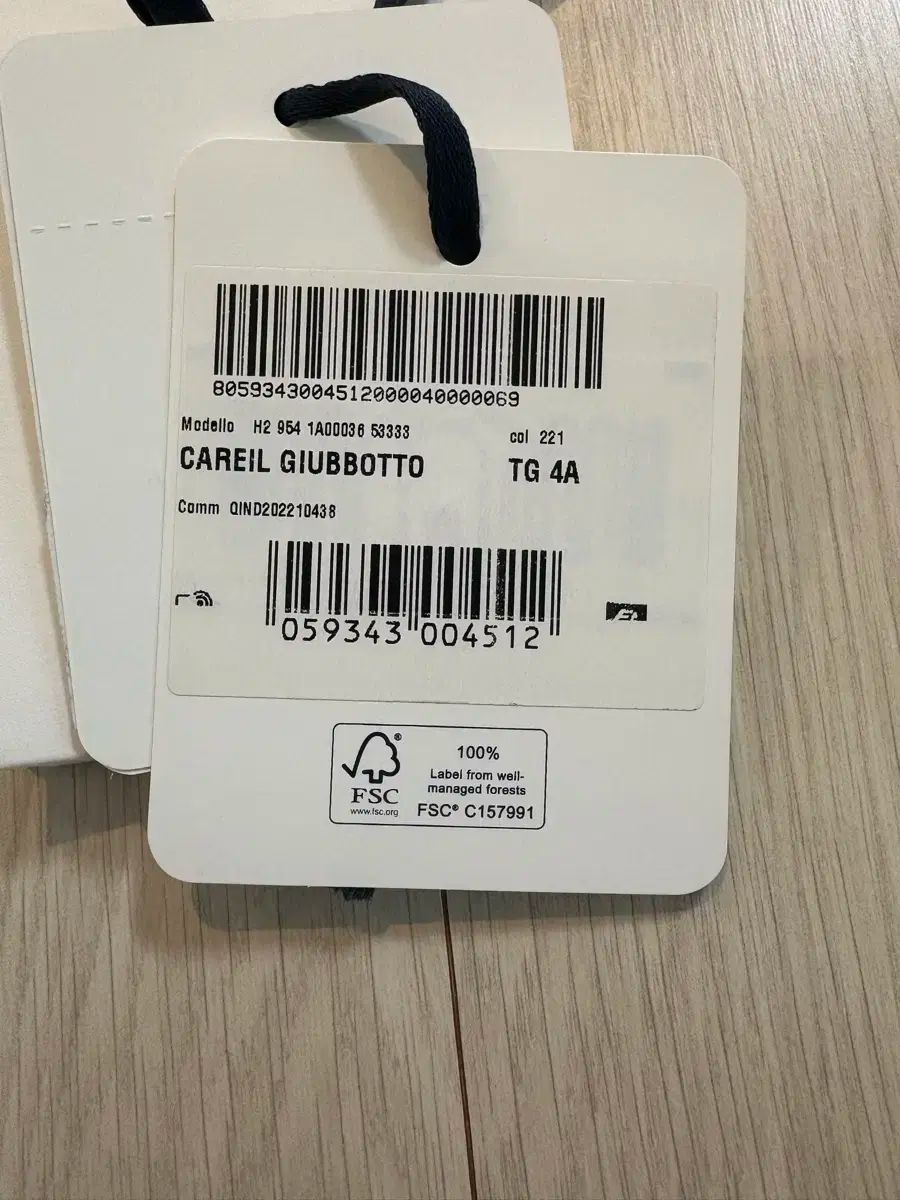 8059343004512000040000069
Modello H2 954 1A00036 53333
col 221
CAREIL GIUBBOTTO
TG 4A
Comm QIND202210438
059343 004512
100%
Label from well-
managed forests
FSC®
www.fsc.org
FSC® C157991